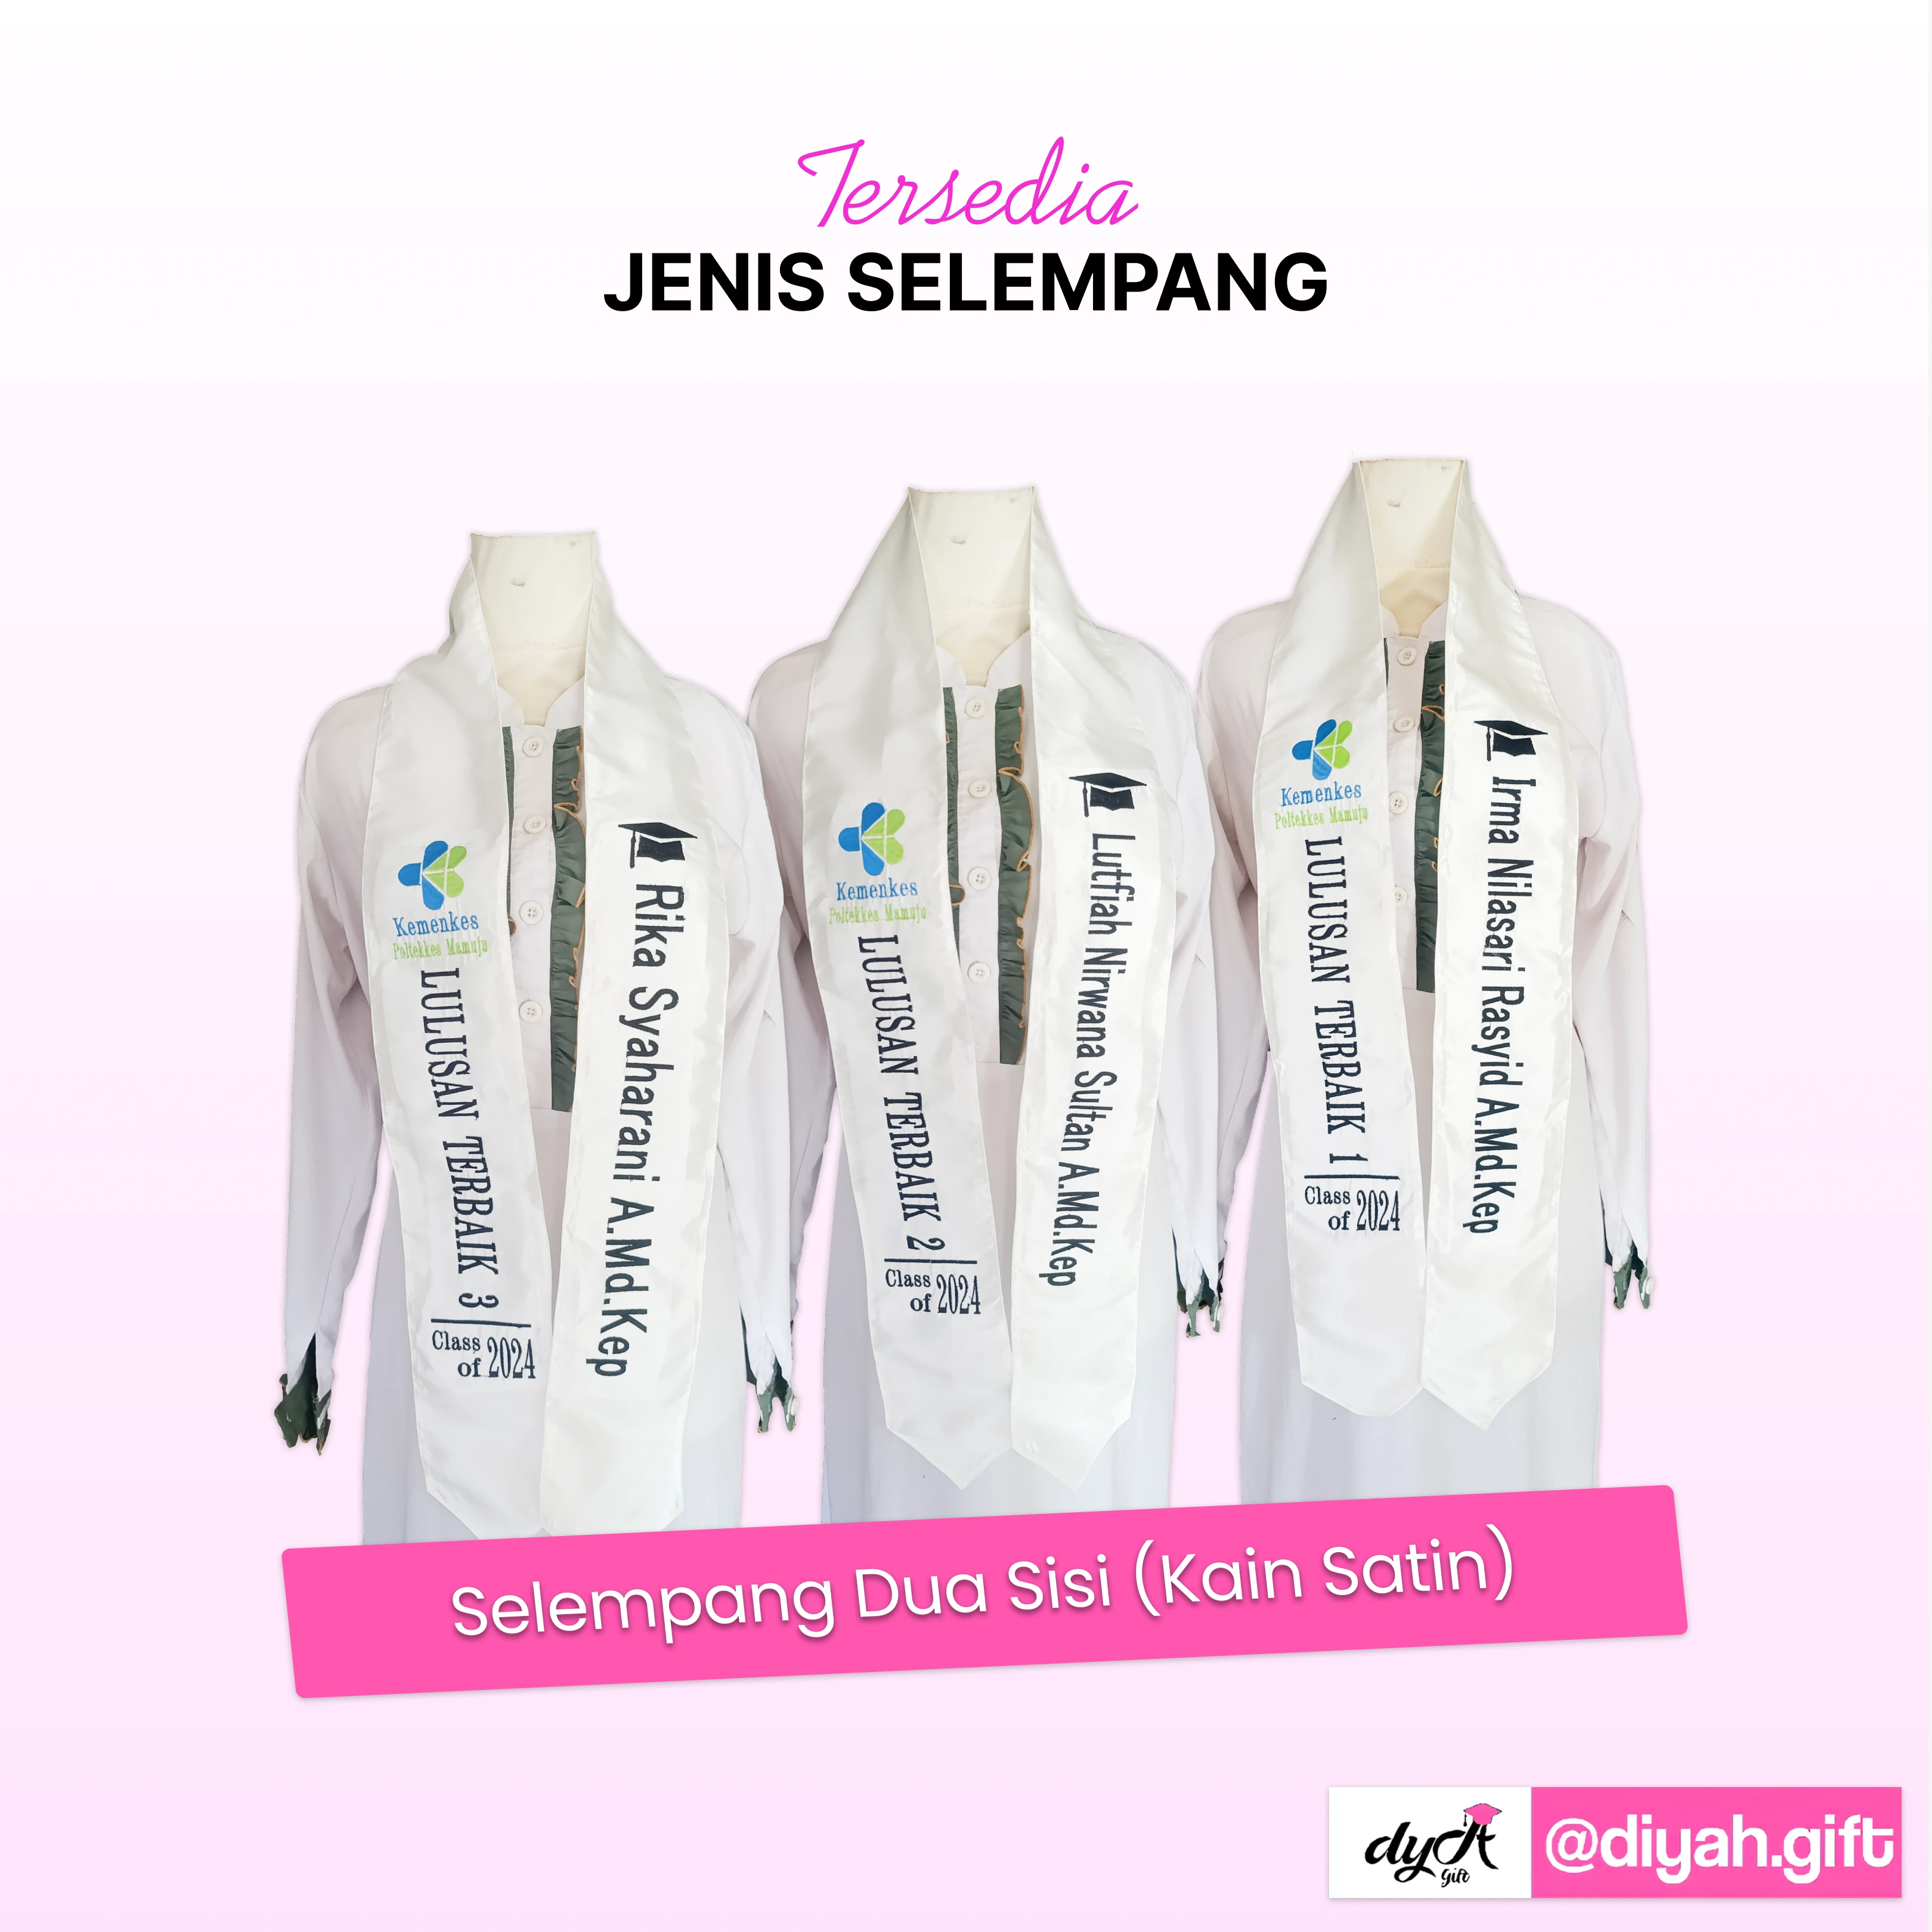 Tersedia
JENIS SELEMPANG
Kemenkes
Poltekkes Mamuju
LULUSAN TERBAIK 3
Class of 2024
Rika Syaharani A.Md.Kep
Kemenkes
Poltekkes Mamuju
LULUSAN TERBAIK 2
Class of 2024
Lutfiah Nirwana Sultan A.Md.Kep
Kemenkes
Poltekkes Mamuju
LULUSAN TERBAIK 1
Class of 2024
Irma Nilasari Rasyid A.Md.Kep
Selempang Dua Sisi (Kain Satin)
dyA gift
@diyah.gift